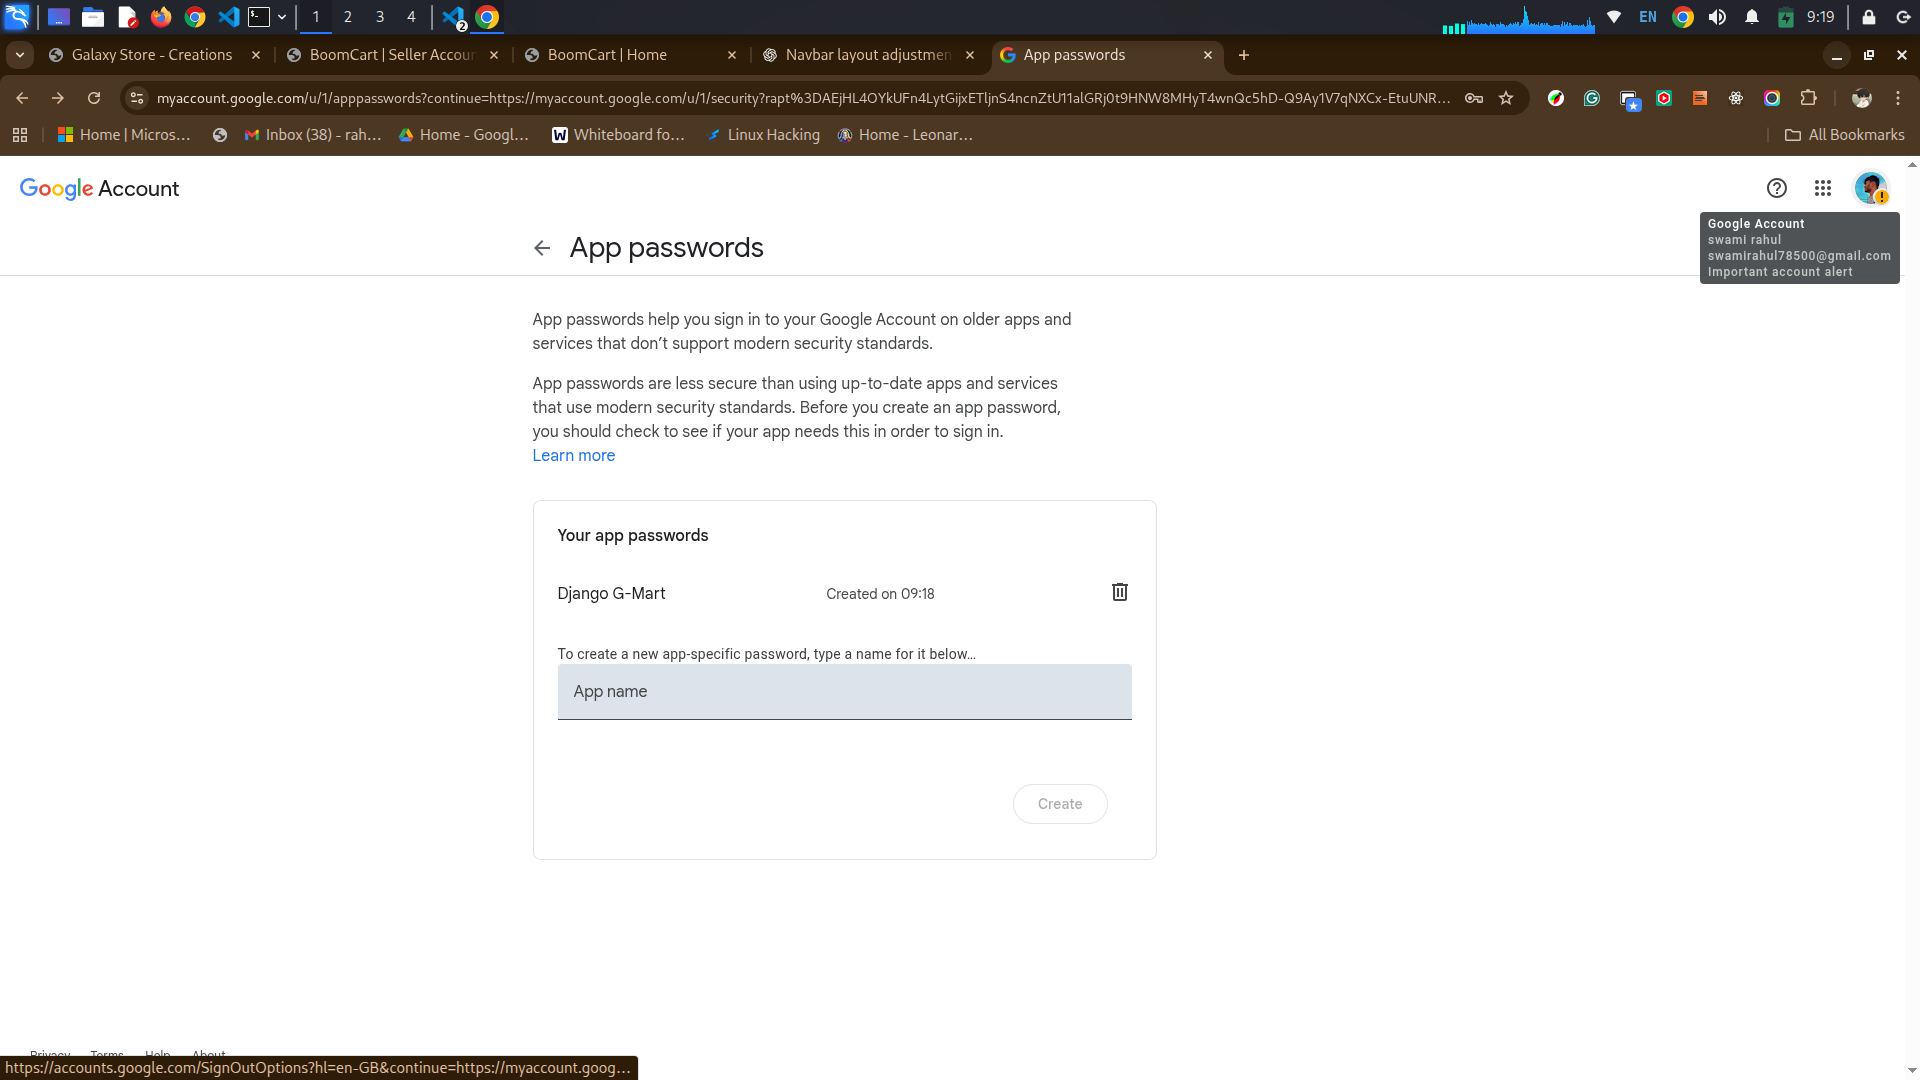 1 2 3 4 2 EN 9:19
Galaxy Store - Creations
BoomCart | Seller Accoun
BoomCart | Home
Navbar layout adjustmen
App passwords
myaccount.google.com/u/1/apppasswords?continue=https://myaccount.google.com/u/1/security?rapt%3DAEjHL4OYkUFn4LytGijxETljnS4ncnZtU11alGRj0t9HNW8MHyT4wnQc5hD-Q9Ay1V7qNXCx-EtuUNR...
Home | Micros...
Inbox (38) - rah...
Home - Googl...
Whiteboard fo...
Linux Hacking
Home - Leonar...
All Bookmarks
Google Account
Google Account
swami rahul
swamirahul78500@gmail.com
Important account alert
App passwords
App passwords help you sign in to your Google Account on older apps and
services that don’t support modern security standards.
App passwords are less secure than using up-to-date apps and services
that use modern security standards. Before you create an app password,
you should check to see if your app needs this in order to sign in.
Learn more
Your app passwords
Django G-Mart
Created on 09:18
To create a new app-specific password, type a name for it below...
App name
Create
Privacy Terms Help About
https://accounts.google.com/SignOutOptions?hl=en-GB&continue=https://myaccount.goog...